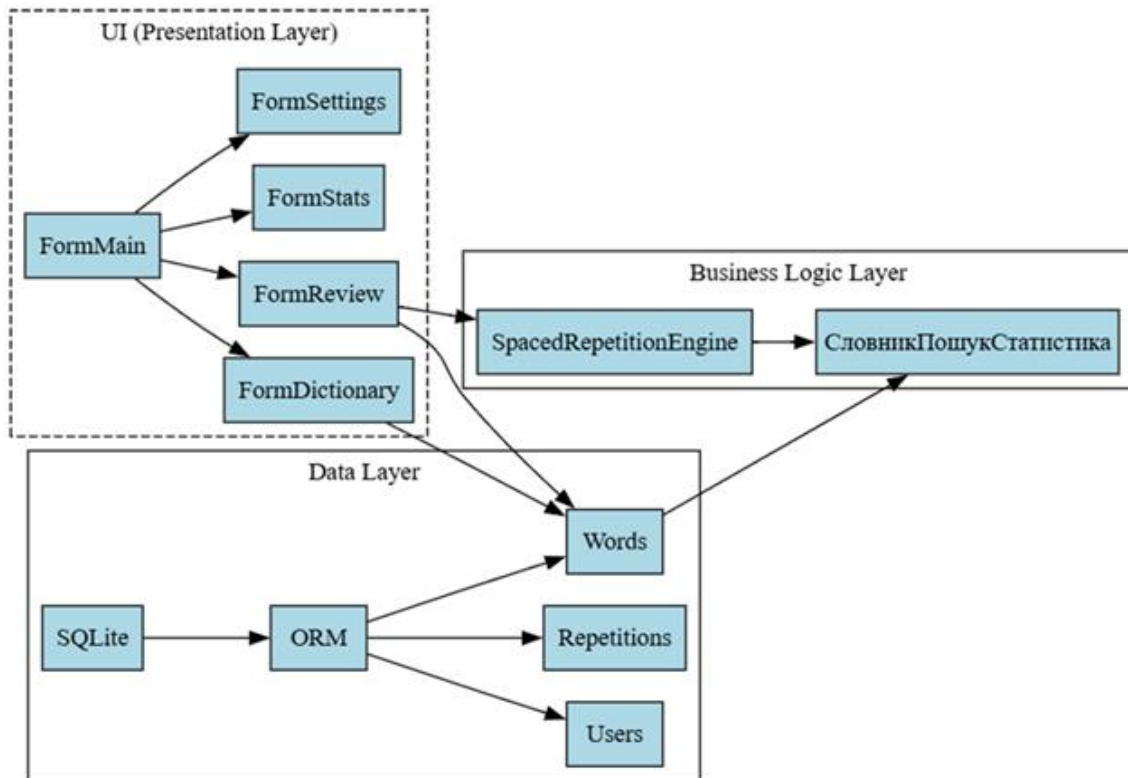 UI (Presentation Layer)
FormSettings
FormStats
FormMain
FormReview
FormDictionary
Business Logic Layer
SpacedRepetitionEngine
СловникПошукСтатистика
Data Layer
Words
SQLite
ORM
Repetitions
Users